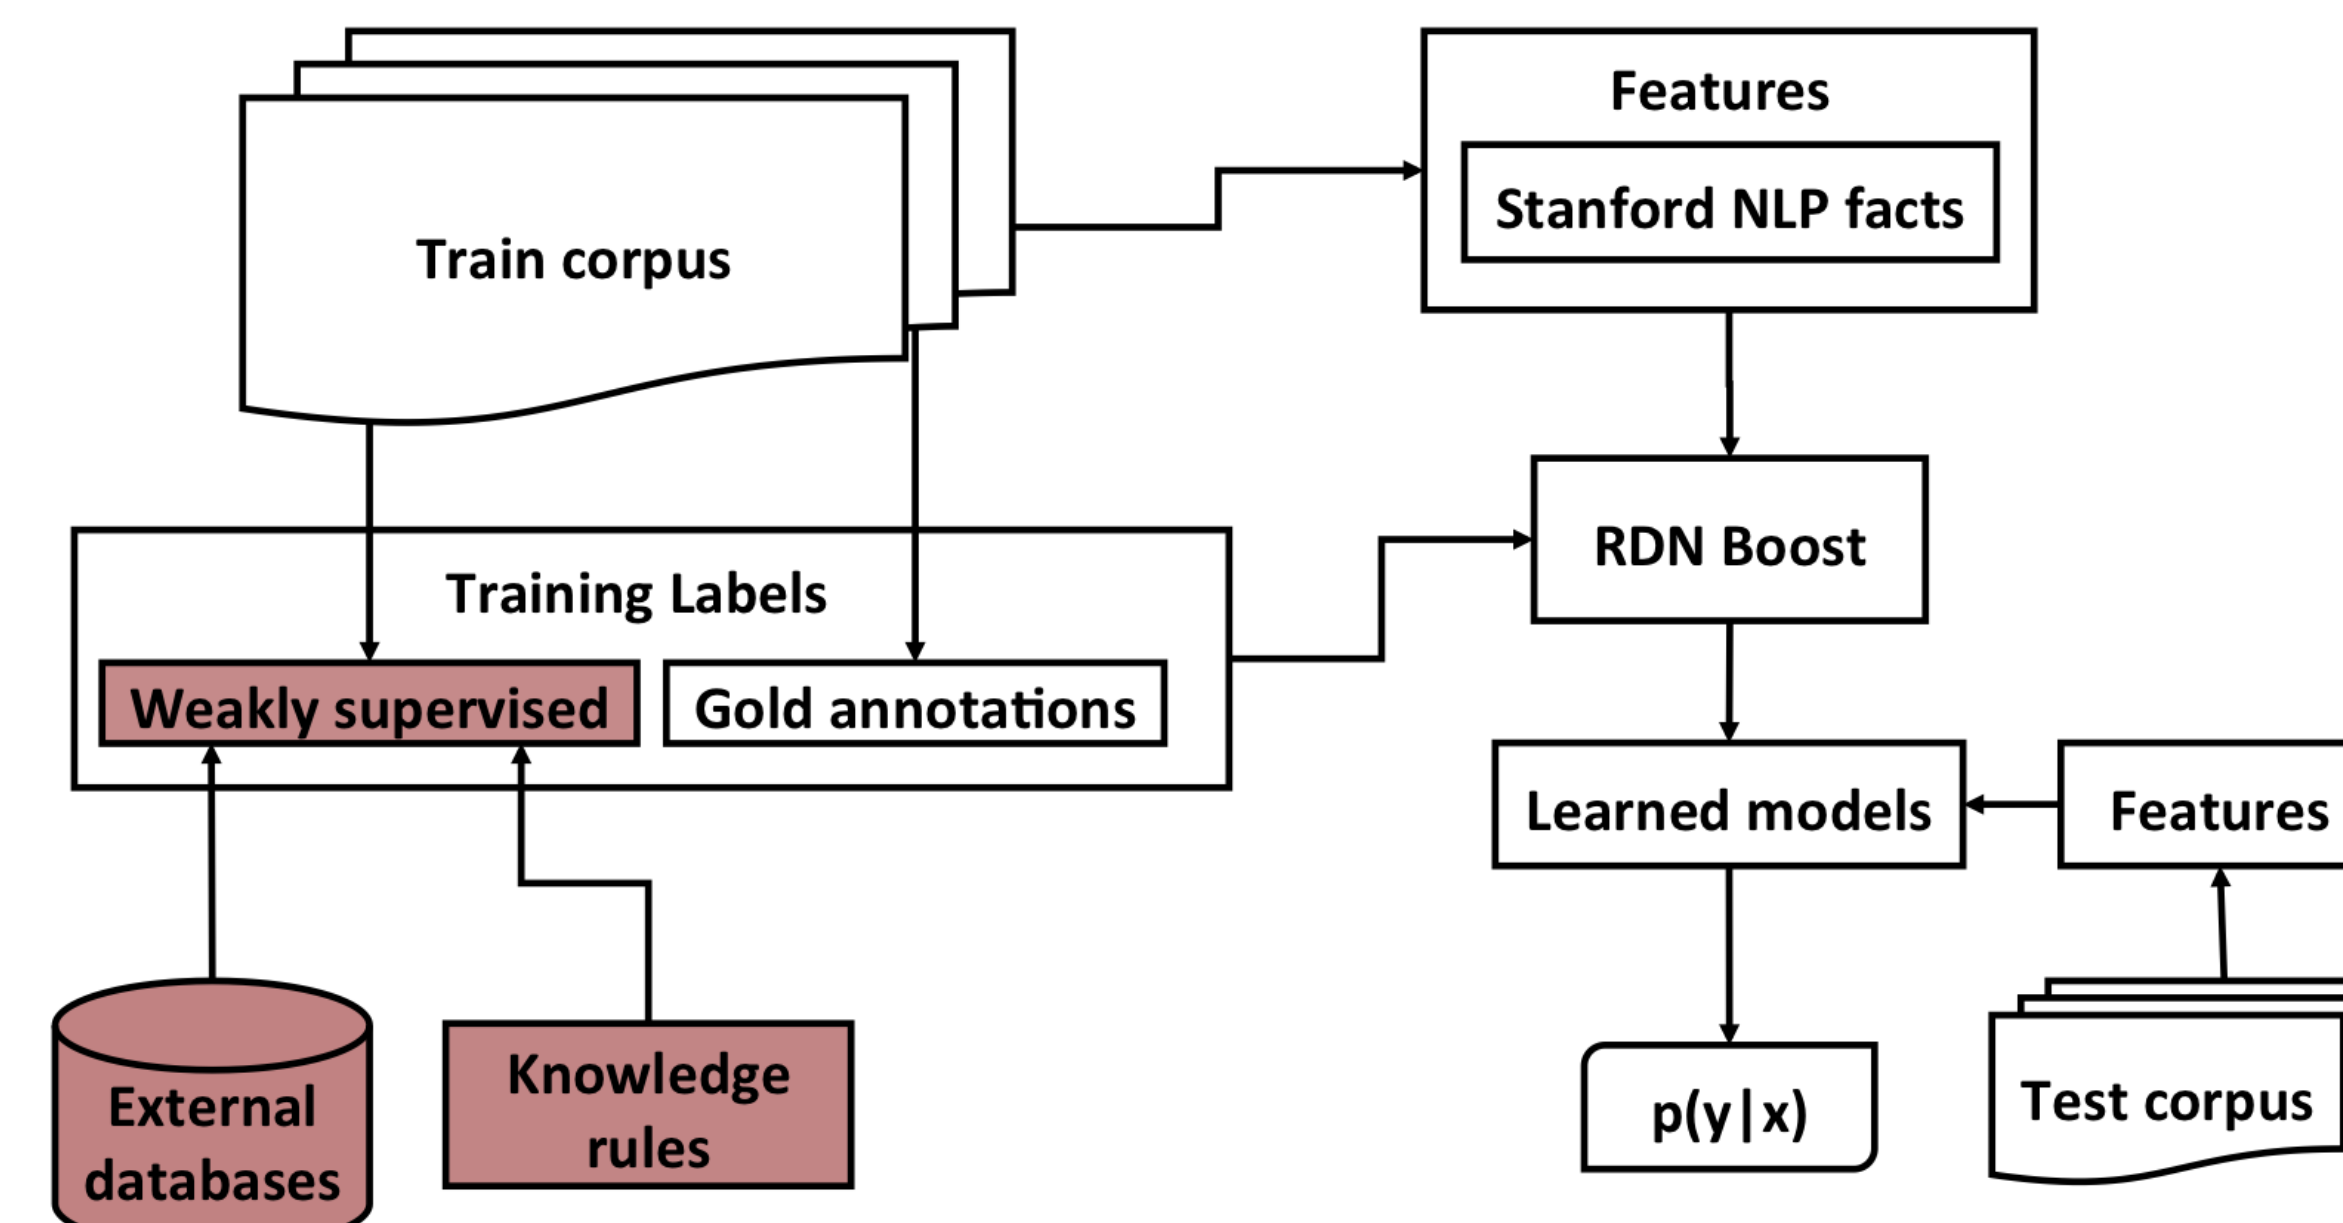 Features
Stanford NLP facts
Train corpus
RDN Boost
Training Labels
Weakly supervised
Gold annotations
Learned models
Features
Knowledge
rules
External
databases
p(y|x)
Test corpus